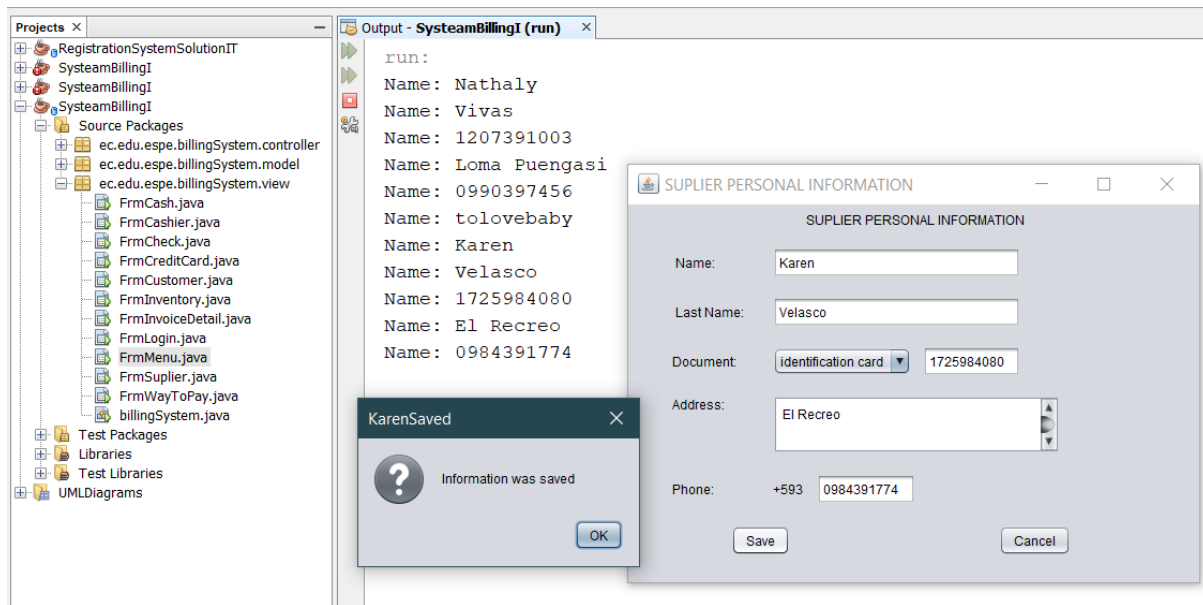 Projects ×
RegistrationSystemSolutionIT
SysteamBillingI
SysteamBillingI
SysteamBillingI
Source Packages
ec.edu.espe.billingSystem.controller
ec.edu.espe.billingSystem.model
ec.edu.espe.billingSystem.view
FrmCash.java
FrmCashier.java
FrmCheck.java
FrmCreditCard.java
FrmCustomer.java
FrmInventory.java
FrmInvoiceDetail.java
FrmLogin.java
FrmMenu.java
FrmSuplier.java
FrmWayToPay.java
billingSystem.java
Test Packages
Libraries
Test Libraries
UMLDiagrams
Output - SysteamBillingI (run) ×
run:
Name: Nathaly
Name: Vivas
Name: 1207391003
Name: Loma Puengasi
Name: 0990397456
Name: tolovebaby
Name: Karen
Name: Velasco
Name: 1725984080
Name: El Recreo
Name: 0984391774
KarenSaved
Information was saved
OK
SUPLIER PERSONAL INFORMATION
SUPLIER PERSONAL INFORMATION
Name: Karen
Last Name: Velasco
Document: identification card 1725984080
Address: El Recreo
Phone: +593 0984391774
Save Cancel